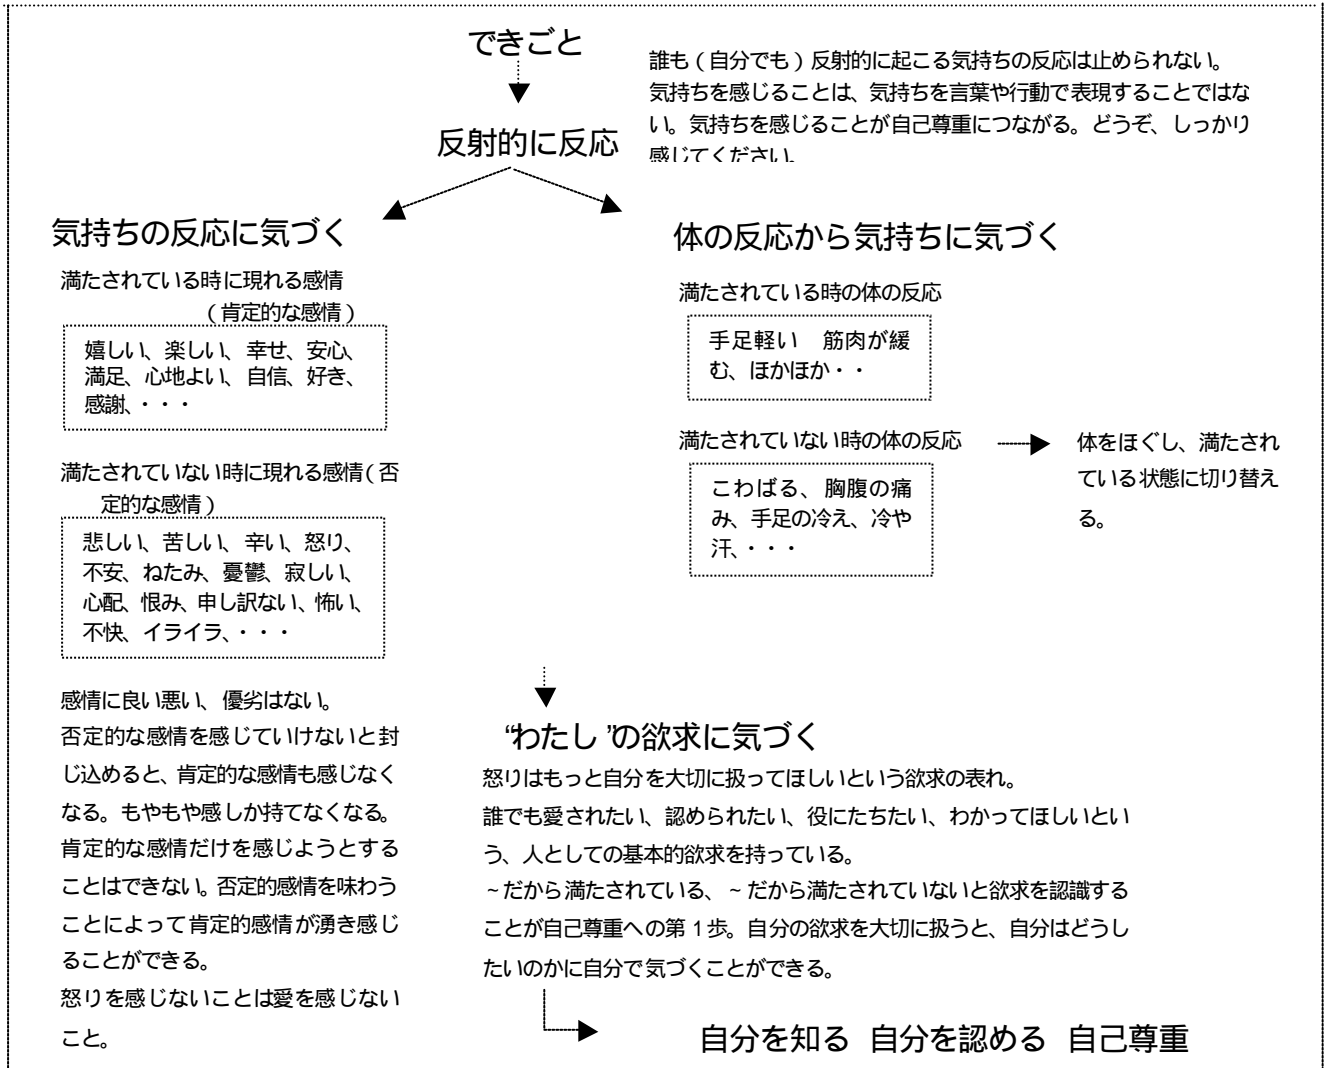 できごと
誰も(自分でも)反射的に起こる気持ちの反応は止められない。
気持ちを感じることは、気持ちを言葉や行動で表現することではな
い。気持ちを感じることが自己尊重につながる。どうぞ、しっかり
感じてください。
反射的に反応
気持ちの反応に気づく
満たされている時に現れる感情
(肯定的な感情)
嬉しい、楽しい、幸せ、安心、
満足、心地よい、自信、好き、
感謝、・・・
満たされていない時に現れる感情(否
定的な感情)
悲しい、苦しい、辛い、怒り、
不安、ねたみ、憂鬱、寂しい、
心配、恨み、申し訳ない、怖い、
不快、イライラ、・・・
感情に良い悪い、優劣はない。
否定的な感情を感じていけないと封
じ込めると、肯定的な感情も感じなく
なる。もやもや感しか持てなくなる。
肯定的な感情だけを感じようとする
ことはできない。否定的感情を味わう
ことによって肯定的感情が湧き感じ
ることができる。
怒りを感じないことは愛を感じない
こと。
体の反応から気持ちに気づく
満たされている時の体の反応
手足軽い 筋肉が緩
む、ほかほか・・
満たされていない時の体の反応
こわばる、胸腹の痛
み、手足の冷え、冷や
汗、・・・
体をほぐし、満たされ
ている状態に切り替え
る。
“わたし”の欲求に気づく
怒りはもっと自分を大切に扱ってほしいという欲求の表れ。
誰でも愛されたい、認められたい、役にたちたい、わかってほしいとい
う、人としての基本的欲求を持っている。
~だから満たされている、~だから満たされていないと欲求を認識する
ことが自己尊重への第1歩。自分の欲求を大切に扱うと、自分はどうし
たいのかに自分で気づくことができる。
自分を知る 自分を認める 自己尊重